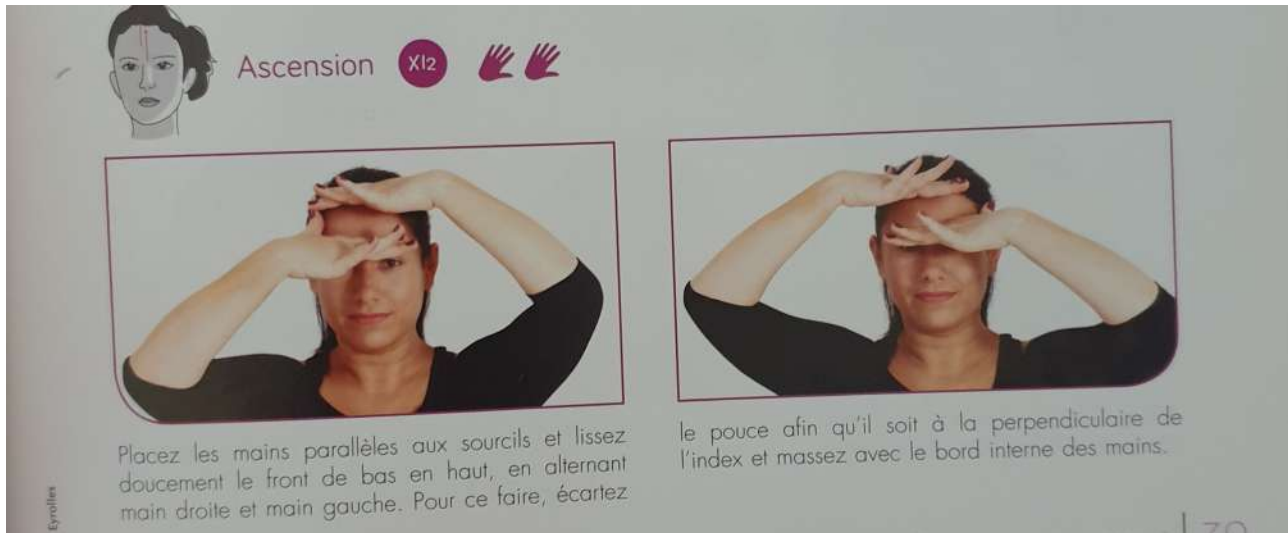 Ascension X12
Placez les mains parallèles aux sourcils et lissez
doucement le front de bas en haut, en alternant
main droite et main gauche. Pour ce faire, écartez
le pouce afin qu'il soit à la perpendiculaire de
l'index et massez avec le bord interne des mains.
Eyrolles